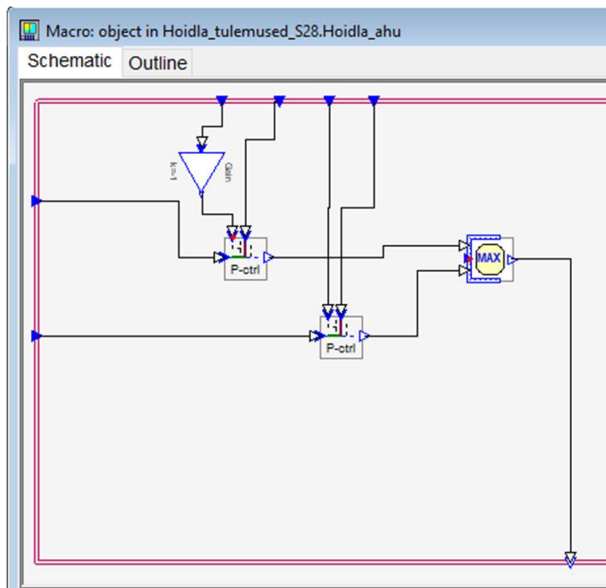 Macro: object in Hoidla_tulemused_S28.Hoidla_ahu
Schematic Outline
k=-1
Gain
P-ctrl
MAX
P-ctrl